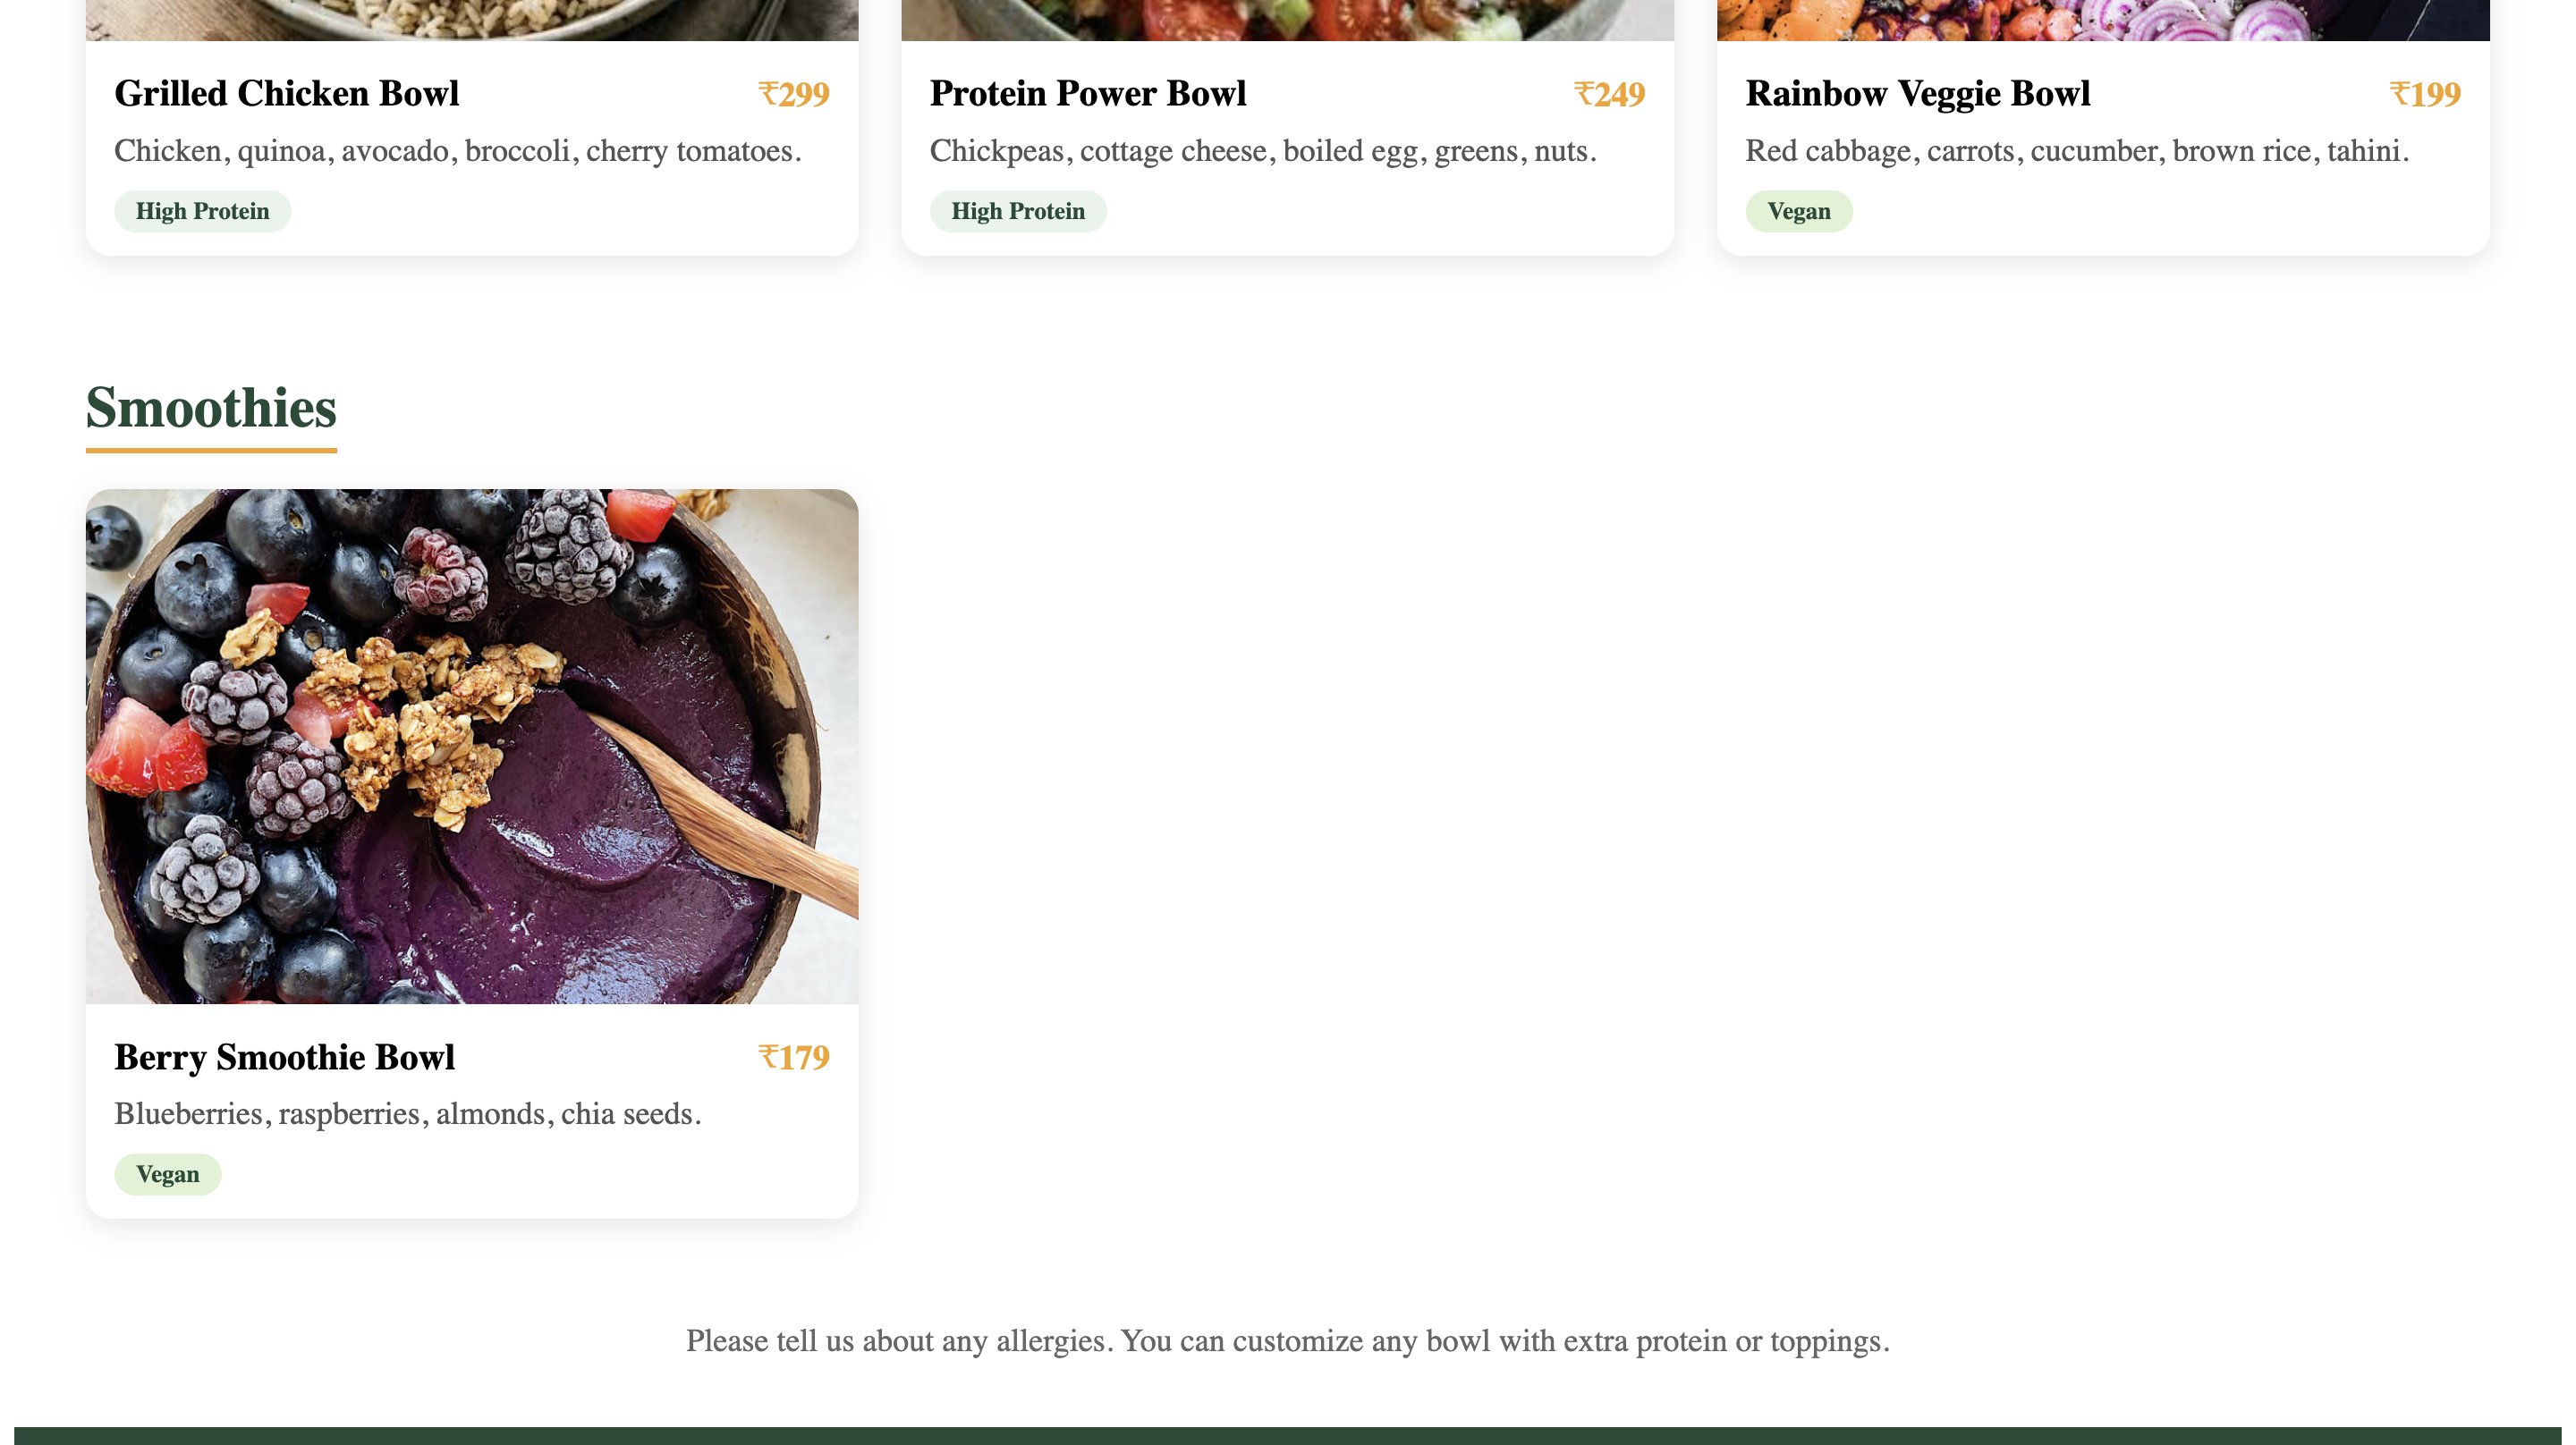 Grilled Chicken Bowl ₹299
Chicken, quinoa, avocado, broccoli, cherry tomatoes.
High Protein
Protein Power Bowl ₹249
Chickpeas, cottage cheese, boiled egg, greens, nuts.
High Protein
Rainbow Veggie Bowl ₹199
Red cabbage, carrots, cucumber, brown rice, tahini.
Vegan
Smoothies
Berry Smoothie Bowl ₹179
Blueberries, raspberries, almonds, chia seeds.
Vegan
Please tell us about any allergies. You can customize any bowl with extra protein or toppings.